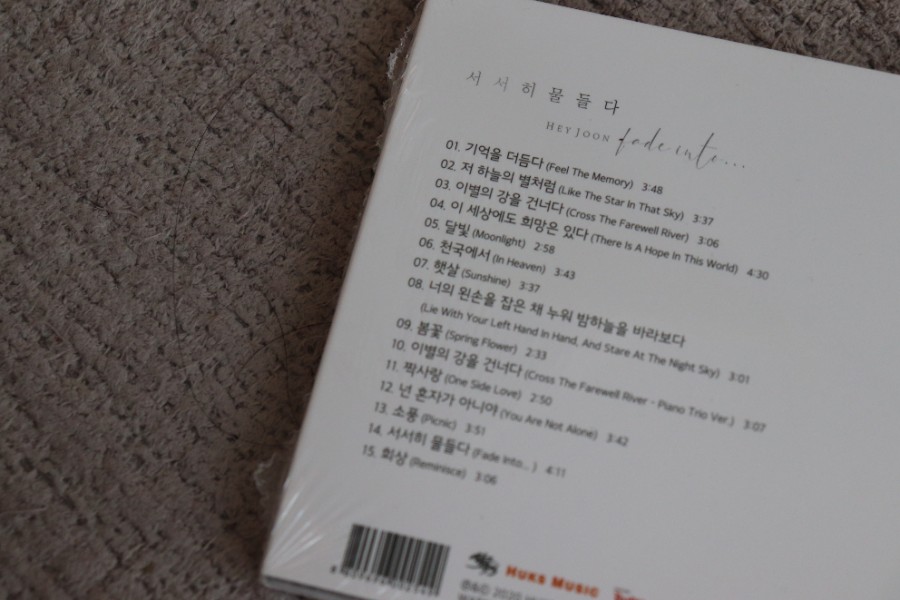 서서히 물들다
HEY JOON fade into...
01. 기억을 더듬다 (Feel The Memory) 3:48
02. 저 하늘의 별처럼 (Like The Star In That Sky) 3:37
03. 이별의 강을 건너다 (Cross The Farewell River) 3:06
04. 이 세상에도 희망은 있다 (There Is A Hope In This World) 4:30
05. 달빛 (Moonlight) 2:58
06. 천국에서 (In Heaven) 3:43
07. 햇살 (Sunshine) 3:37
08. 너의 왼손을 잡은 채 누워 밤하늘을 바라보다
(Lie With Your Left Hand in Hand, And Stare At The Night Sky) 3:01
09. 봄꽃 (Spring Flower) 2:33
10. 이별의 강을 건너다 (Cross The Farewell River - Piano Trio Ver.) 3:07
11. 짝사랑 (One Side Love) 2:50
12. 넌 혼자가 아니야 (You Are Not Alone) 3:42
13. 소풍 (Picnic) 3:51
14. 서서히 물들다 (Fade Into... ) 4:11
15. 회상 (Reminisce) 3:06
HUKS MUSIC
℗&© 2020